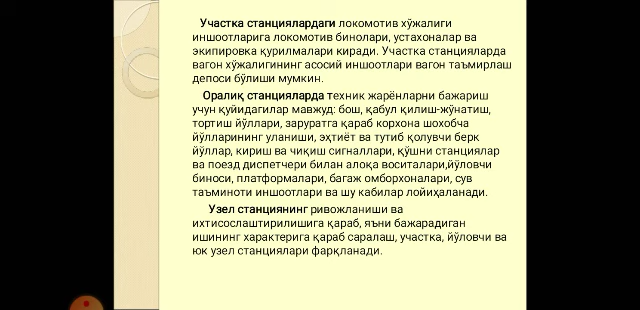 Участка станциялардаги локомотив хўжалиги
иншоотларига локомотив бинолари, устахоналар ва
экипировка қурилмалари киради. Участка станцияларда
вагон хўжалигининг асосий иншоотлари вагон таъмирлаш
депоси бўлиши мумкин.
Оралиқ станцияларда техник жарёнларни бажариш
учун қуйидагилар мавжуд: бош, қабул қилиш-жўнатиш,
тортиш йўллари, заруратга қараб корхона шохобча
йўлларининг уланиши, эҳтиёт ва тутиб қолувчи берк
йўллар, кириш ва чиқиш сигналлари, қўшни станциялар
ва поезд диспетчери билан алоқа воситалари,йўловчи
биноси, платформалари, багаж омборхоналари, сув
таъминоти иншоотлари ва шу кабилар лойиҳаланади.
Узел станциянинг ривожланиши ва
ихтисослаштирилишига қараб, яъни бажарадиган
ишининг характерига қараб саралаш, участка, йўловчи ва
юк узел станциялари фарқланади.